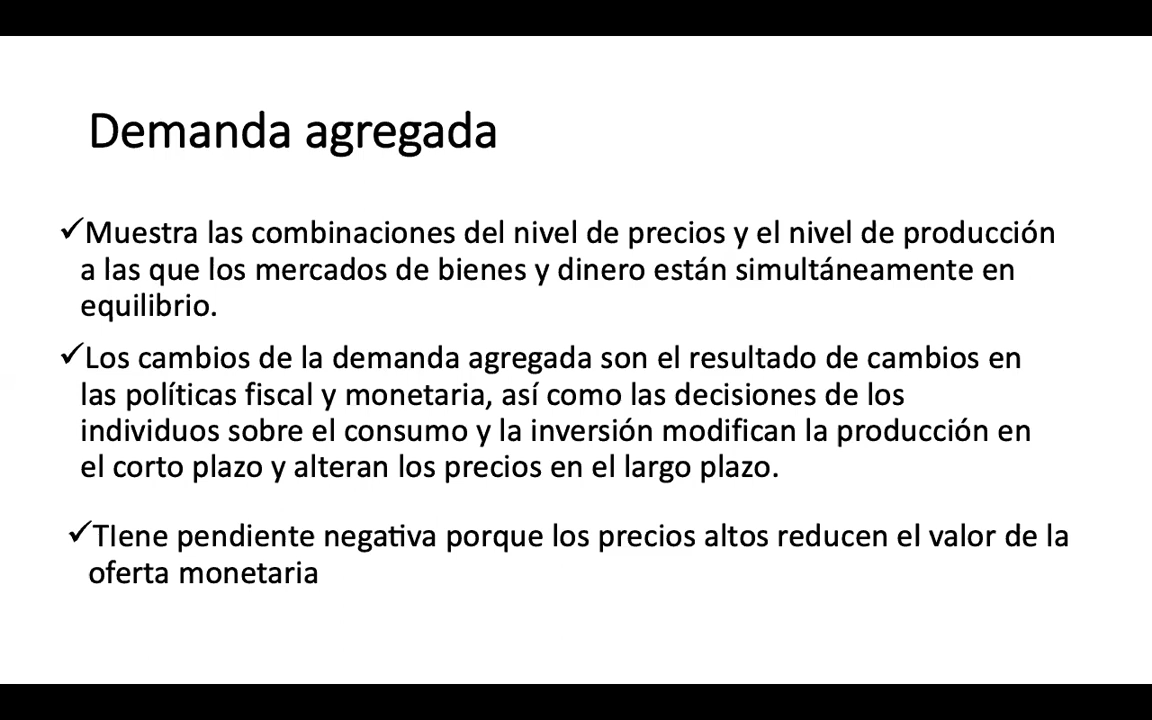 Demanda agregada
✓Muestra las combinaciones del nivel de precios y el nivel de producción
a las que los mercados de bienes y dinero están simultáneamente en
equilibrio.
✓Los cambios de la demanda agregada son el resultado de cambios en
las políticas fiscal y monetaria, así como las decisiones de los
individuos sobre el consumo y la inversión modifican la producción en
el corto plazo y alteran los precios en el largo plazo.
✓TIene pendiente negativa porque los precios altos reducen el valor de la
oferta monetaria